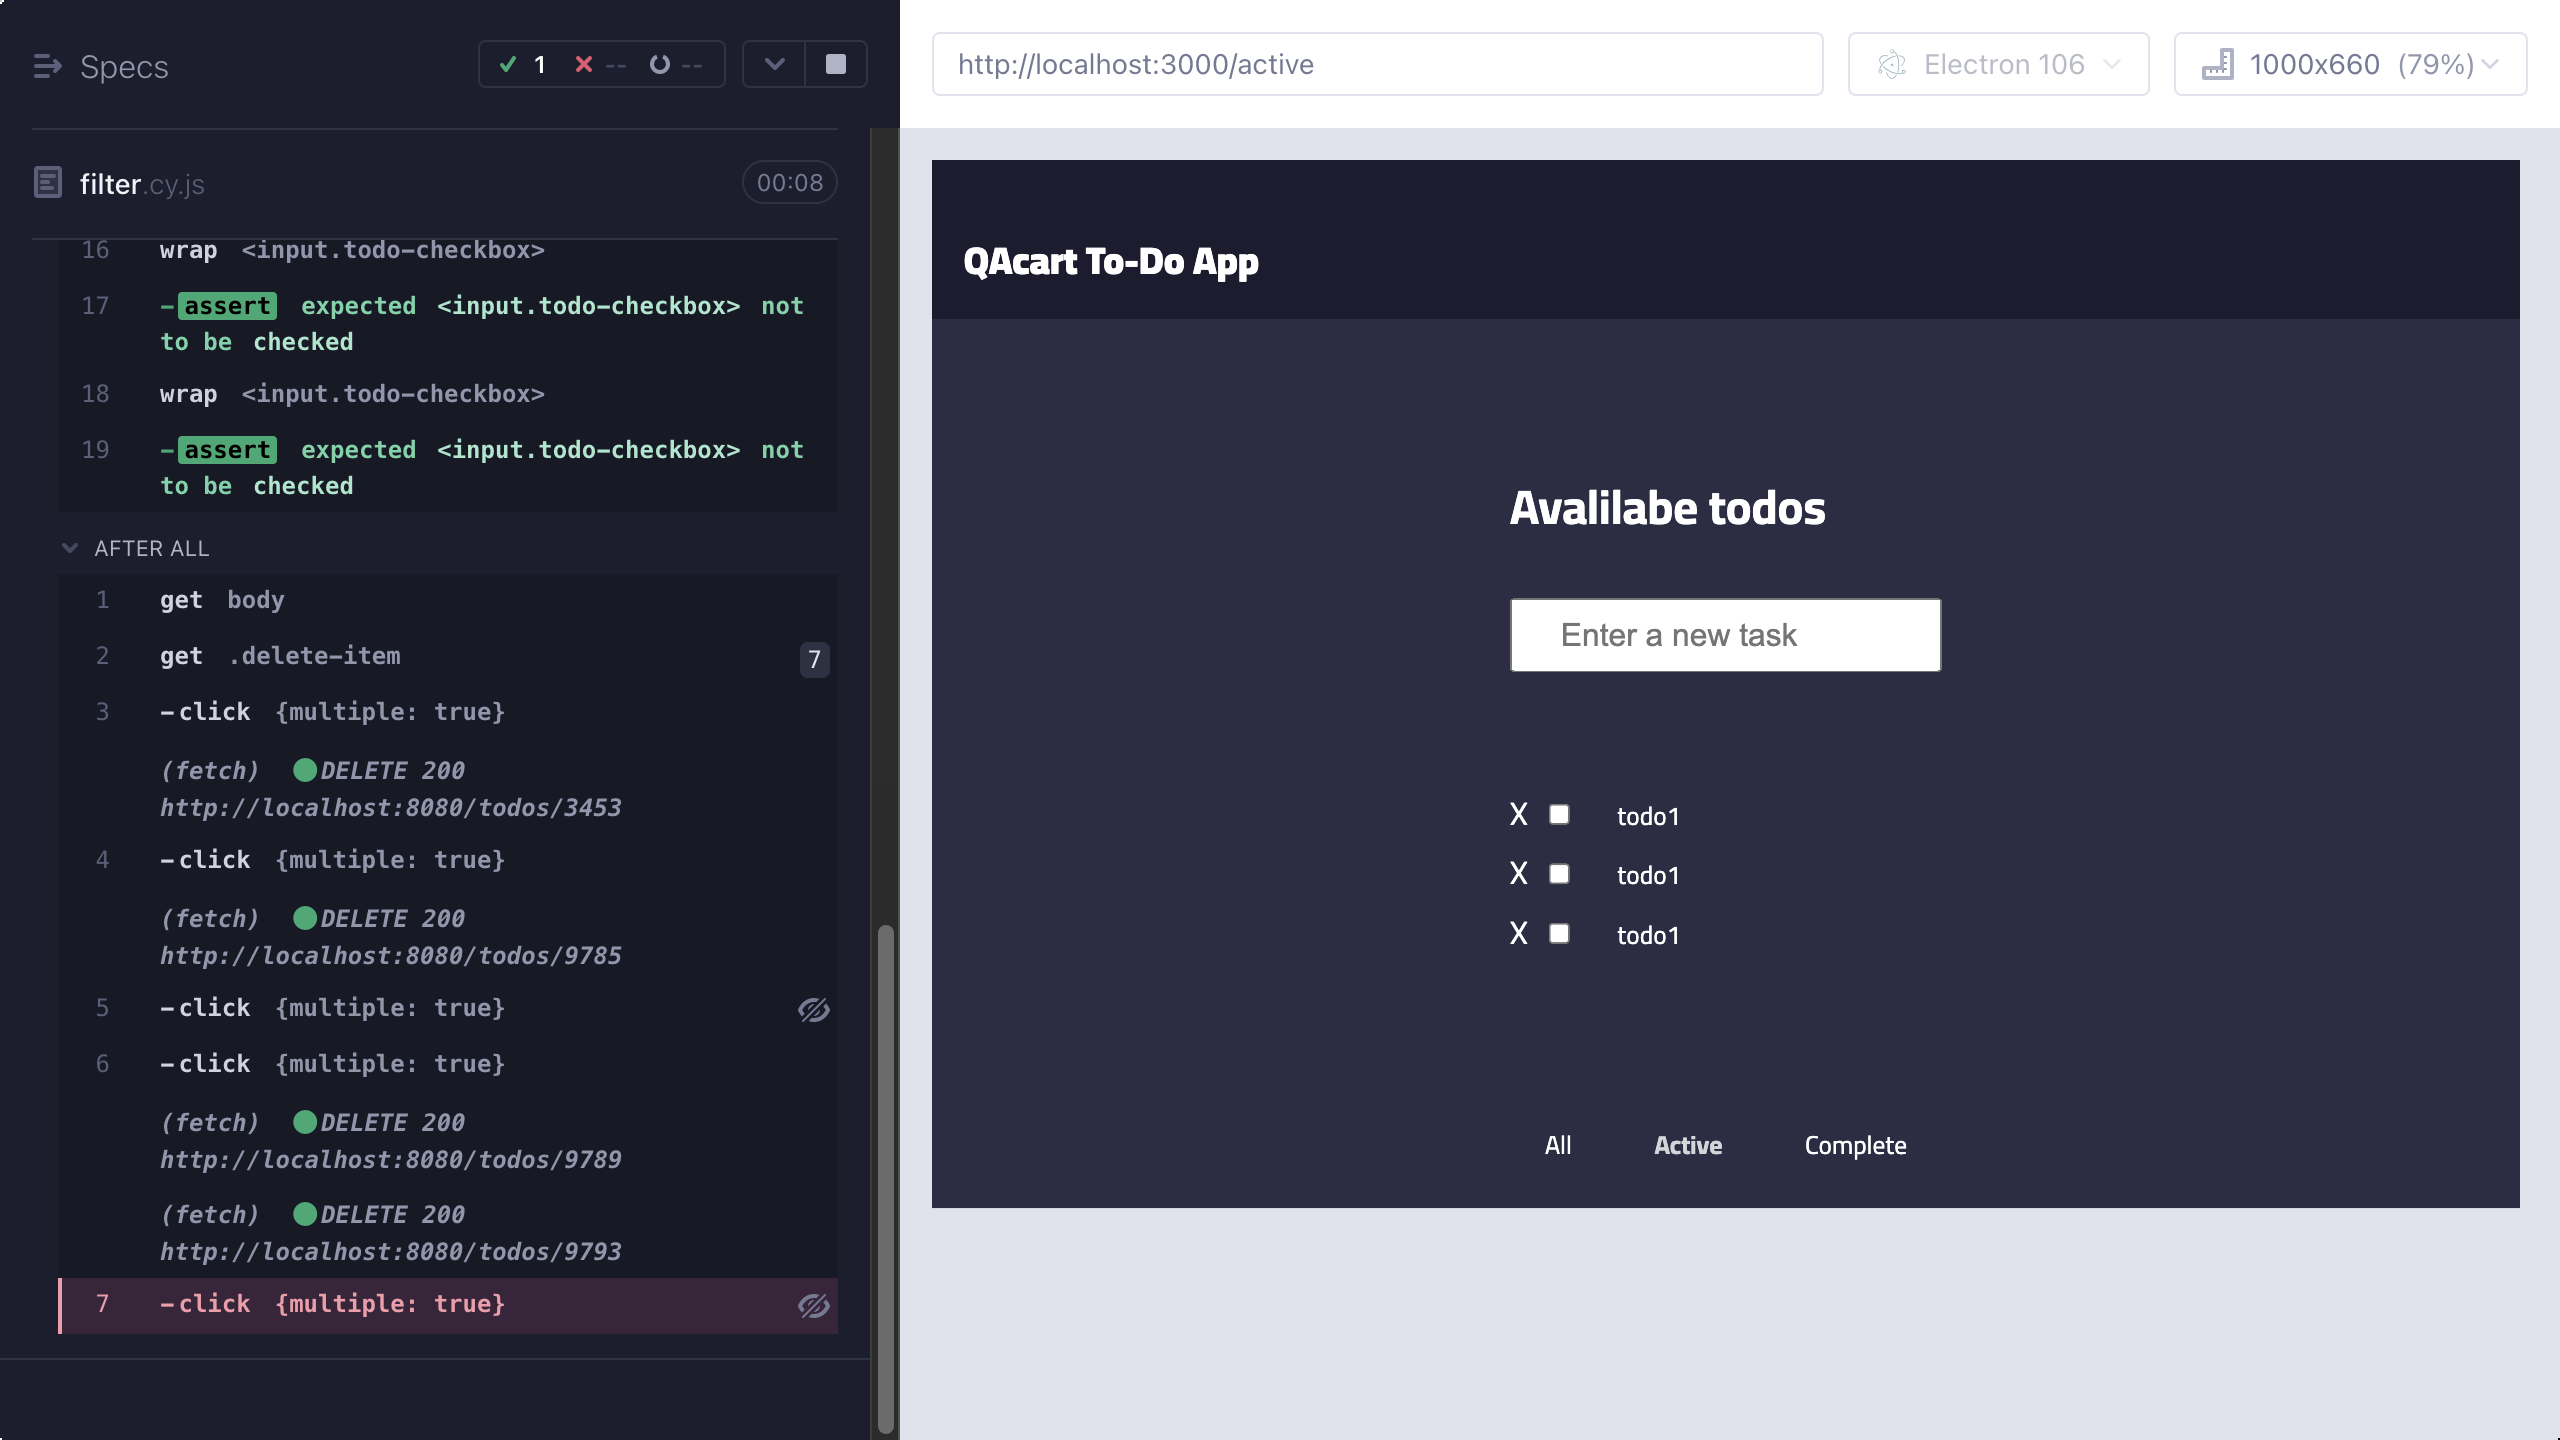 Specs
1 -- --
filter.cy.js 00:08
16 wrap <input.todo-checkbox>
17 -assert expected <input.todo-checkbox> not
to be checked
18 wrap <input.todo-checkbox>
19 -assert expected <input.todo-checkbox> not
to be checked
AFTER ALL
1 get body
2 get .delete-item 7
3 -click {multiple: true}
(fetch) DELETE 200
http://localhost:8080/todos/3453
4 -click {multiple: true}
(fetch) DELETE 200
http://localhost:8080/todos/9785
5 -click {multiple: true}
6 -click {multiple: true}
(fetch) DELETE 200
http://localhost:8080/todos/9789
(fetch) DELETE 200
http://localhost:8080/todos/9793
7 -click {multiple: true}
http://localhost:3000/active
Electron 106
1000x660 (79%)
QAcart To-Do App
Avalilabe todos
Enter a new task
X todo1
X todo1
X todo1
All Active Complete